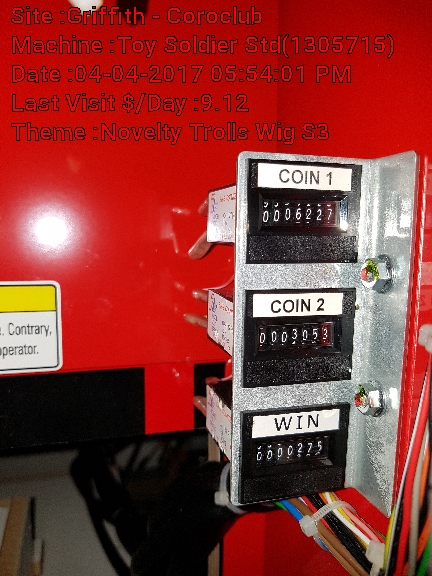 Site :Griffith - Coroclub
Machine :Toy Soldier Std(1305715)
Date :04-04-2017 05:54:01 PM
Last Visit $/Day :9.12
Theme :Novelty Trolls Wig S3
COIN 1
0006227
COIN 2
0003053
WIN
0000275
. Contrary,
operator.